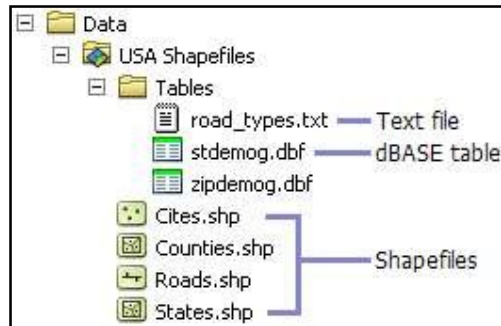 Data
USA Shapefiles
Tables
road_types.txt Text file
stdemog.dbf dBASE table
zipdemog.dbf
Cites.shp
Counties.shp
Shapefiles
Roads.shp
States.shp